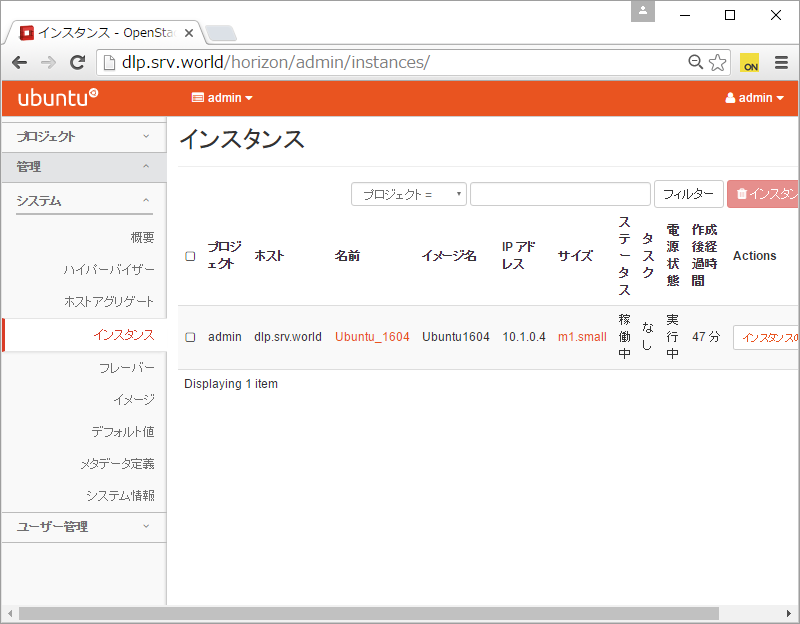 インスタンス - OpenSta
dlp.srv.world/horizon/admin/instances/
ON
ubuntu
admin
admin
プロジェクト
管理
システム
概要
ハイパーバイザー
ホストアグリゲート
インスタンス
フレーバー
イメージ
デフォルト値
メタデータ定義
システム情報
ユーザー管理
インスタンス
プロジェクト =
フィルター
インスタン
プロジェクト ホスト 名前 イメージ名 IP アドレス サイズ ステータス タスク 電源状態 作成後経過時間 Actions
admin dlp.srv.world Ubuntu_1604 Ubuntu1604 10.1.0.4 m1.small 稼働中 なし 実行中 47 分 インスタンスの
Displaying 1 item